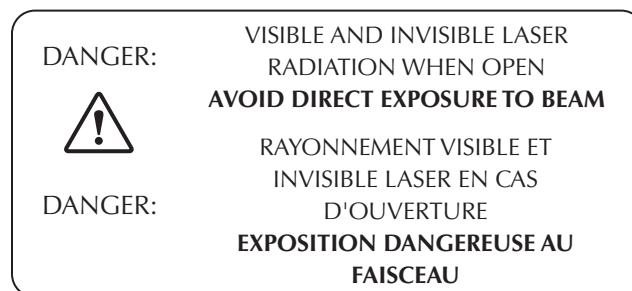 DANGER:
VISIBLE AND INVISIBLE LASER
RADIATION WHEN OPEN
AVOID DIRECT EXPOSURE TO BEAM
DANGER:
RAYONNEMENT VISIBLE ET
INVISIBLE LASER EN CAS
D'OUVERTURE
EXPOSITION DANGEREUSE AU
FAISCEAU